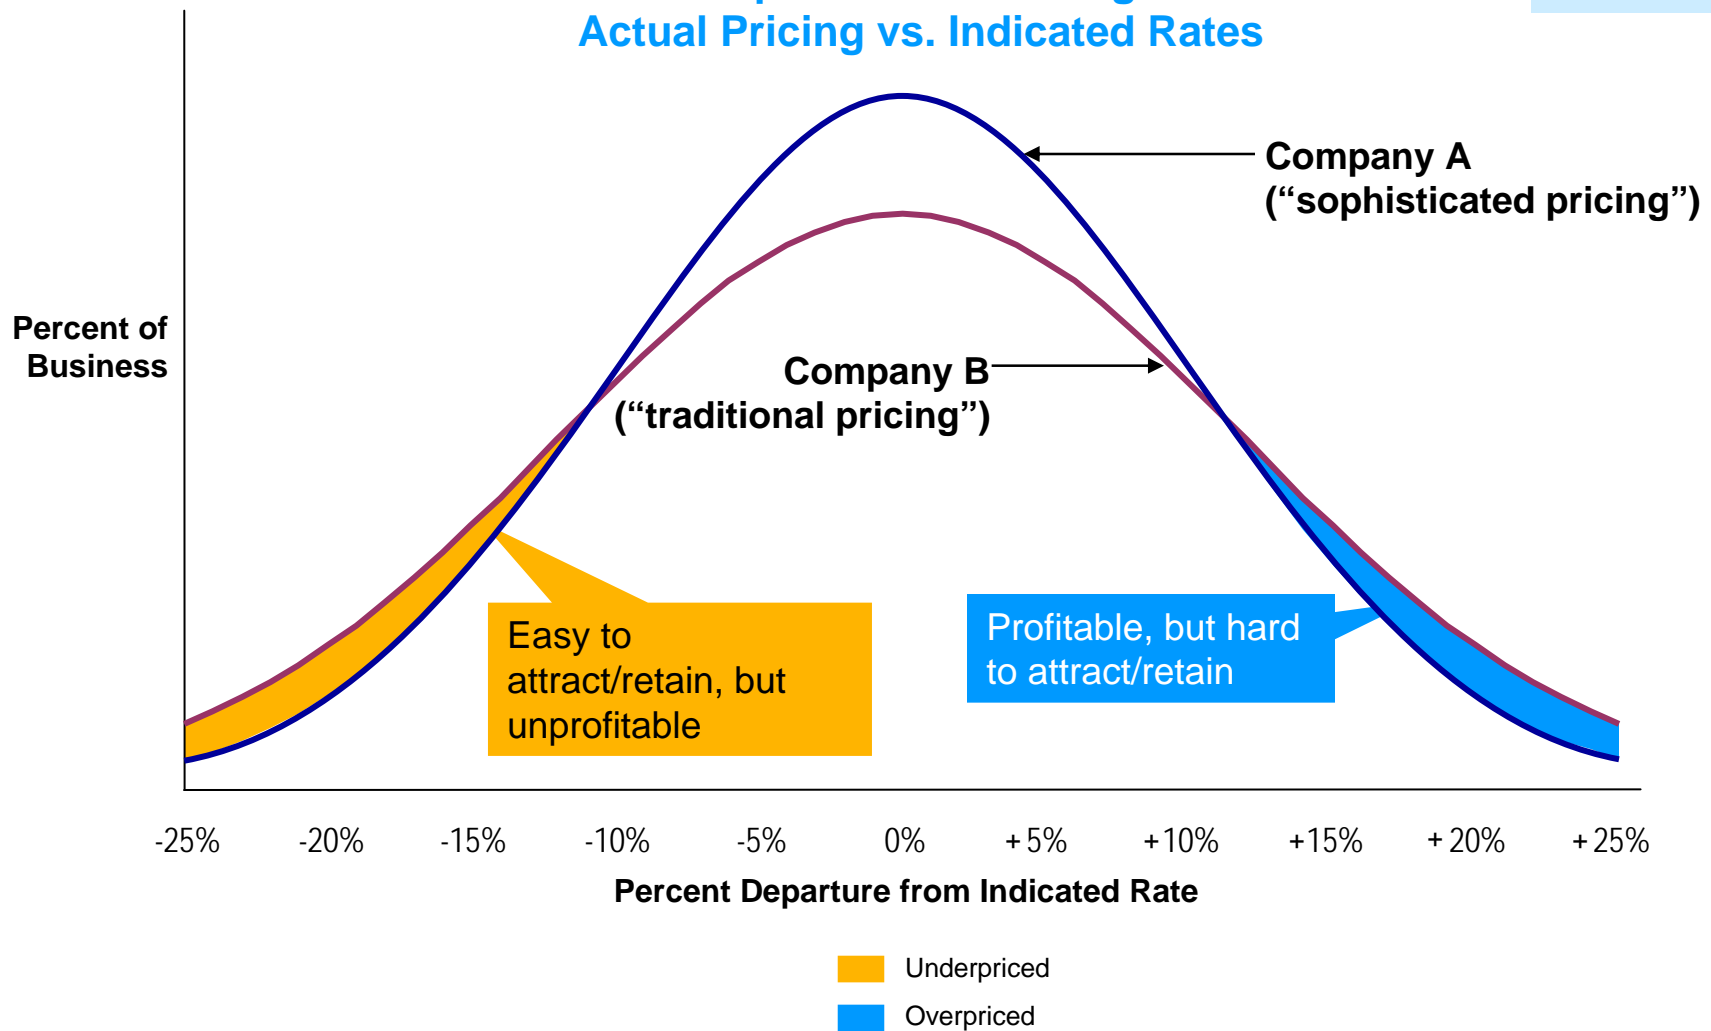 Actual Pricing vs. Indicated Rates
Company A
(“sophisticated pricing”)
Percent of
Business
Company B
(“traditional pricing”)
Easy to
attract/retain, but
unprofitable
Profitable, but hard
to attract/retain
-25% -20% -15% -10% -5% 0% +5% +10% +15% +20% +25%
Percent Departure from Indicated Rate
Underpriced
Overpriced